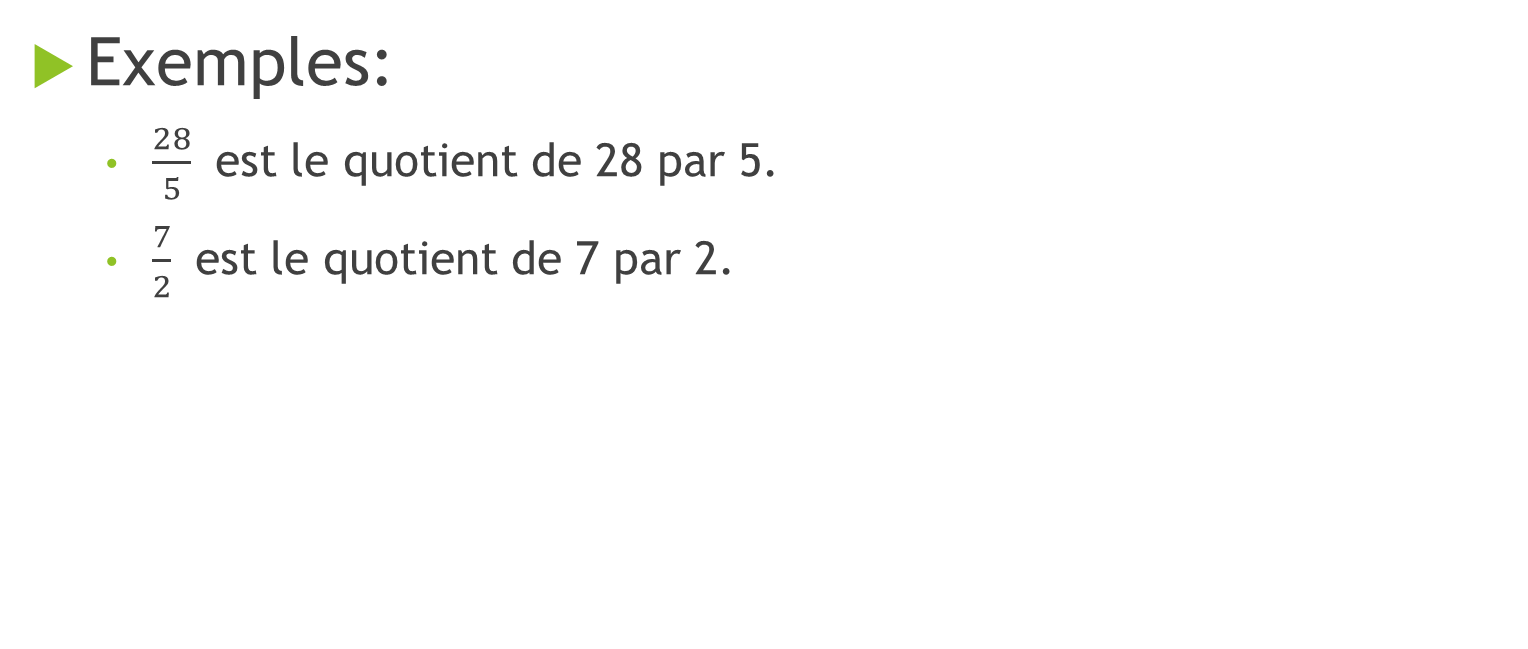 Exemples:
28/5 est le quotient de 28 par 5.
7/2 est le quotient de 7 par 2.